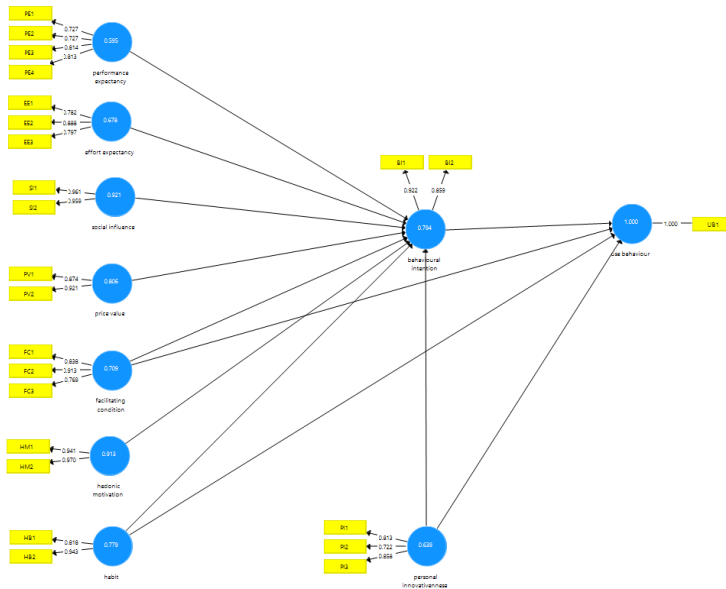 PE1
PE2
PE3
PE4
0.727
0.727
0.814
0.813
0.595
performance
expectancy
EE1
EE2
EE3
0.782
0.888
0.797
0.678
effort expectancy
SI1
SI2
0.961
0.959
0.921
social influence
PV1
PV2
0.874
0.921
0.806
price value
FC1
FC2
FC3
0.838
0.913
0.769
0.709
facilitating
condition
HM1
HM2
0.941
0.970
0.913
hedonic
motivation
HB1
HB2
0.818
0.943
0.779
habit
BI1
BI2
0.922
0.859
0.794
behavioural
intention
PI1
PI2
PI3
0.813
0.722
0.858
0.639
personal
innovativenness
1.000
use behaviour
1.000
UB1